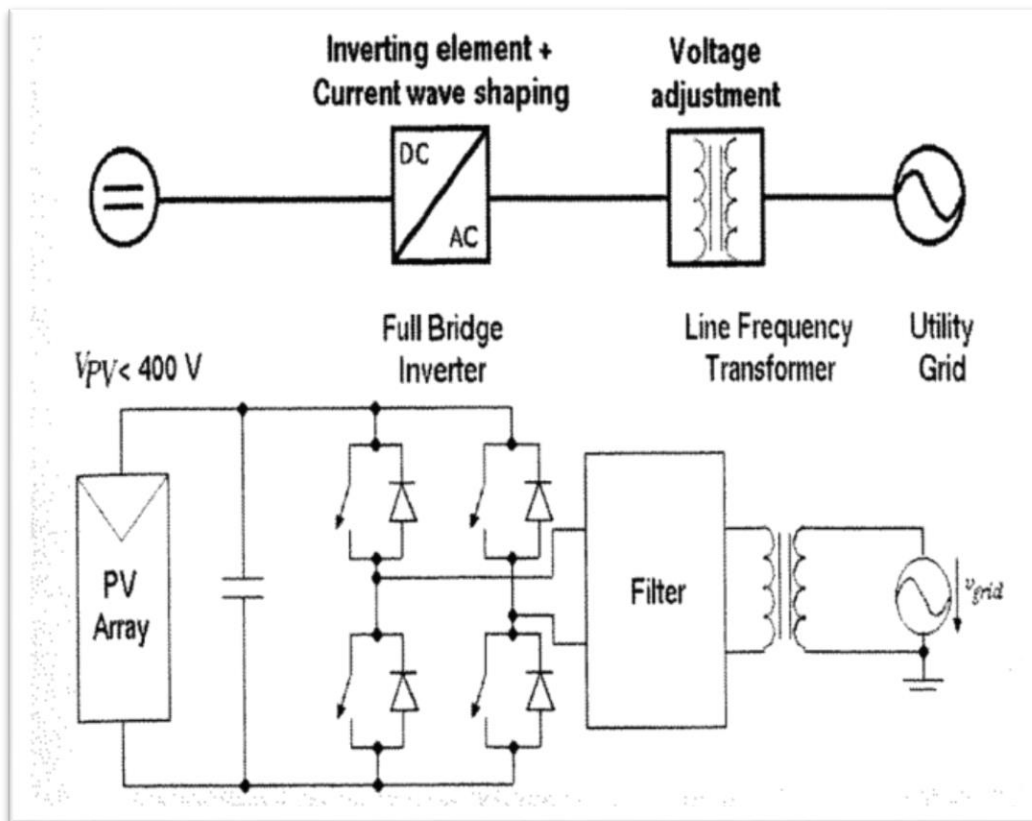 Inverting element +
Current wave shaping
Voltage
adjustment
DC
AC
Full Bridge
Inverter
Line Frequency
Transformer
Utility
Grid
VPV< 400 V
PV
Array
Filter
vgrid